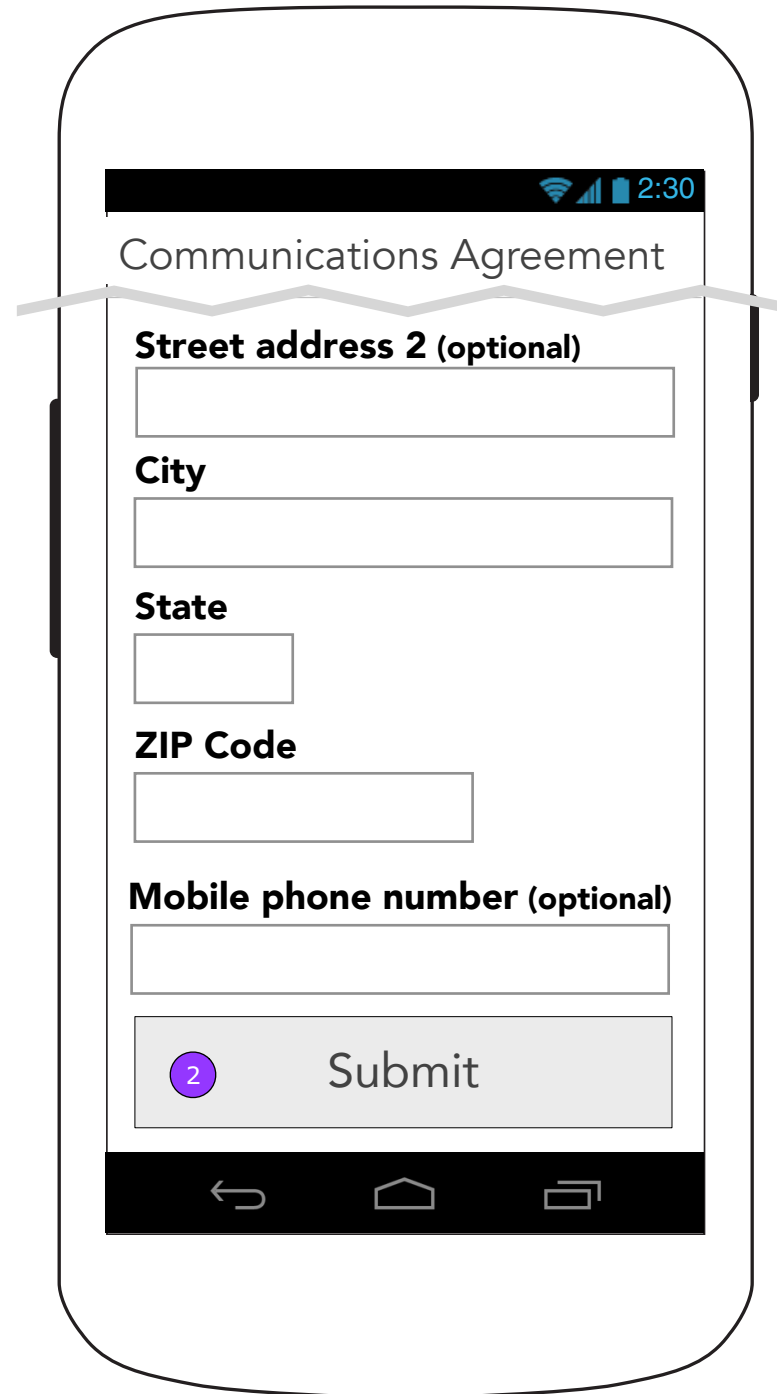 2:30
Communications Agreement
Street address 2 (optional)
City
State
ZIP Code
Mobile phone number (optional)
2 Submit